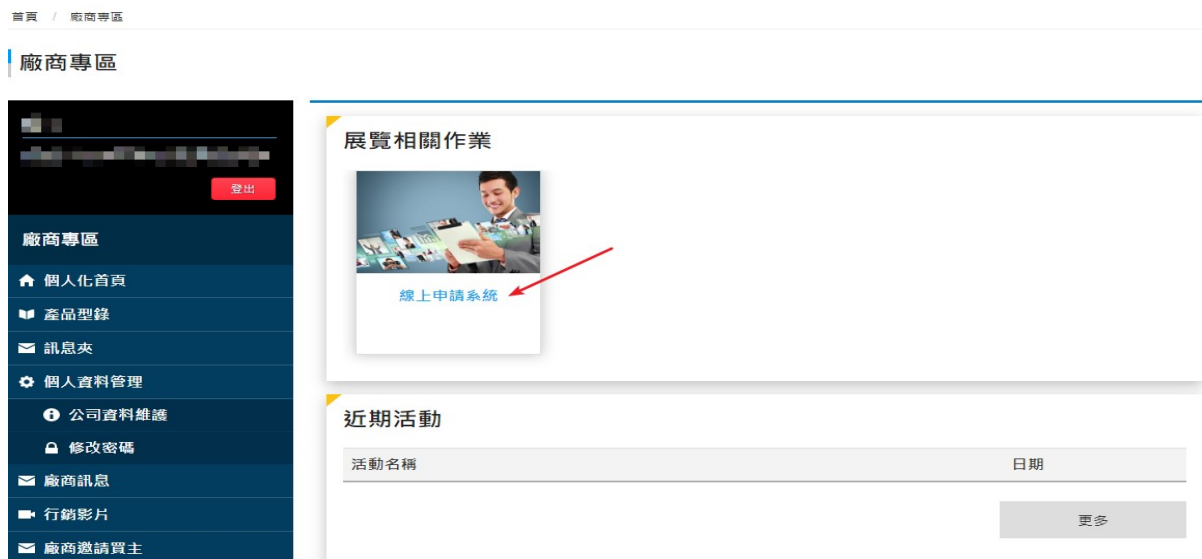 首頁 / 廠商專區
廠商專區
登出
廠商專區
個人化首頁
產品型錄
訊息夾
個人資料管理
公司資料維護
修改密碼
廠商訊息
行銷影片
廠商邀請買主
展覽相關作業
線上申請系統
近期活動
活動名稱 日期
更多